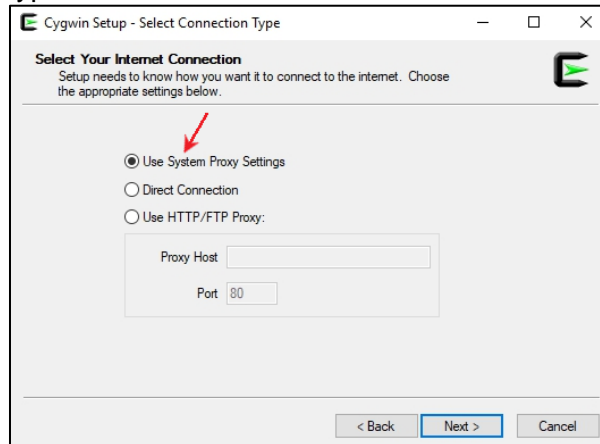 Cygwin Setup - Select Connection Type
Select Your Internet Connection
Setup needs to know how you want it to connect to the internet. Choose
the appropriate settings below.
Use System Proxy Settings
Direct Connection
Use HTTP/FTP Proxy:
Proxy Host
Port 80
< Back Next > Cancel